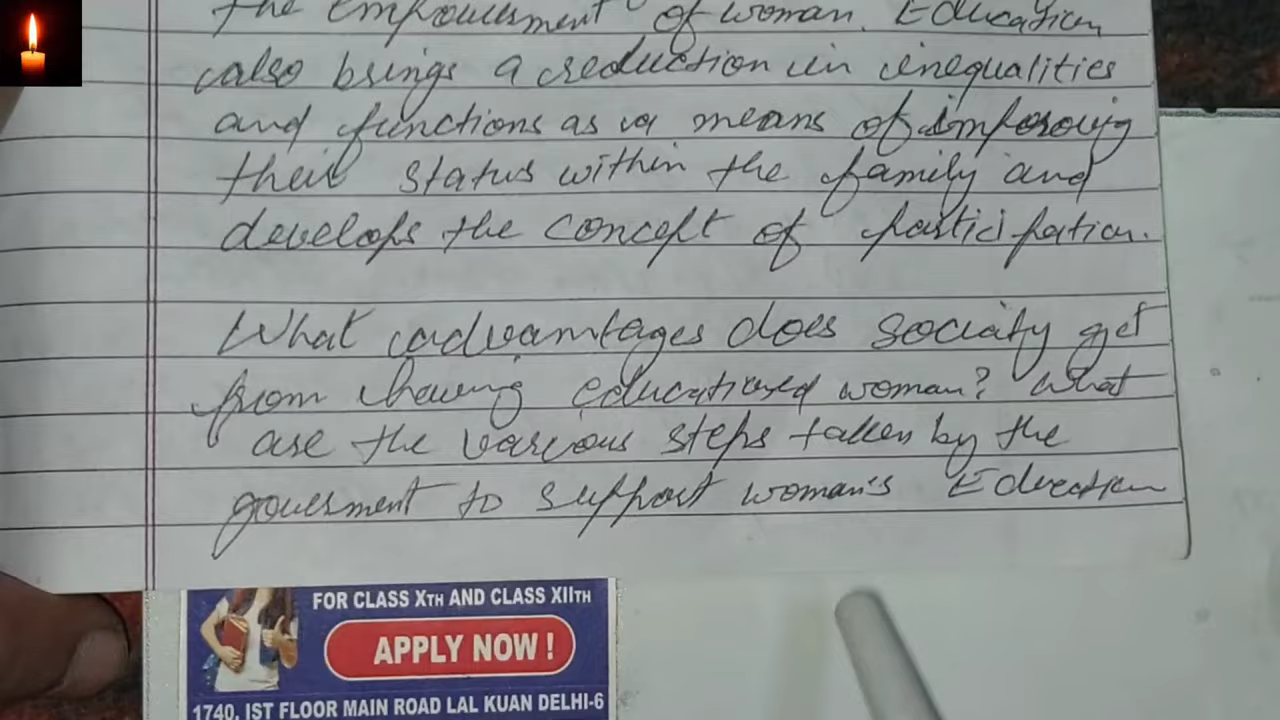 the empowerment of woman. Education
also brings a reduction in inequalities
and functions as a means of improving
their status within the family and
develops the concept of participation.
What advantages does society get
from having educationed woman? What
are the various steps taken by the
goverment to support woman's Education
FOR CLASS XTH AND CLASS XIITH
APPLY NOW !
1740, IST FLOOR MAIN ROAD LAL KUAN DELHI-6